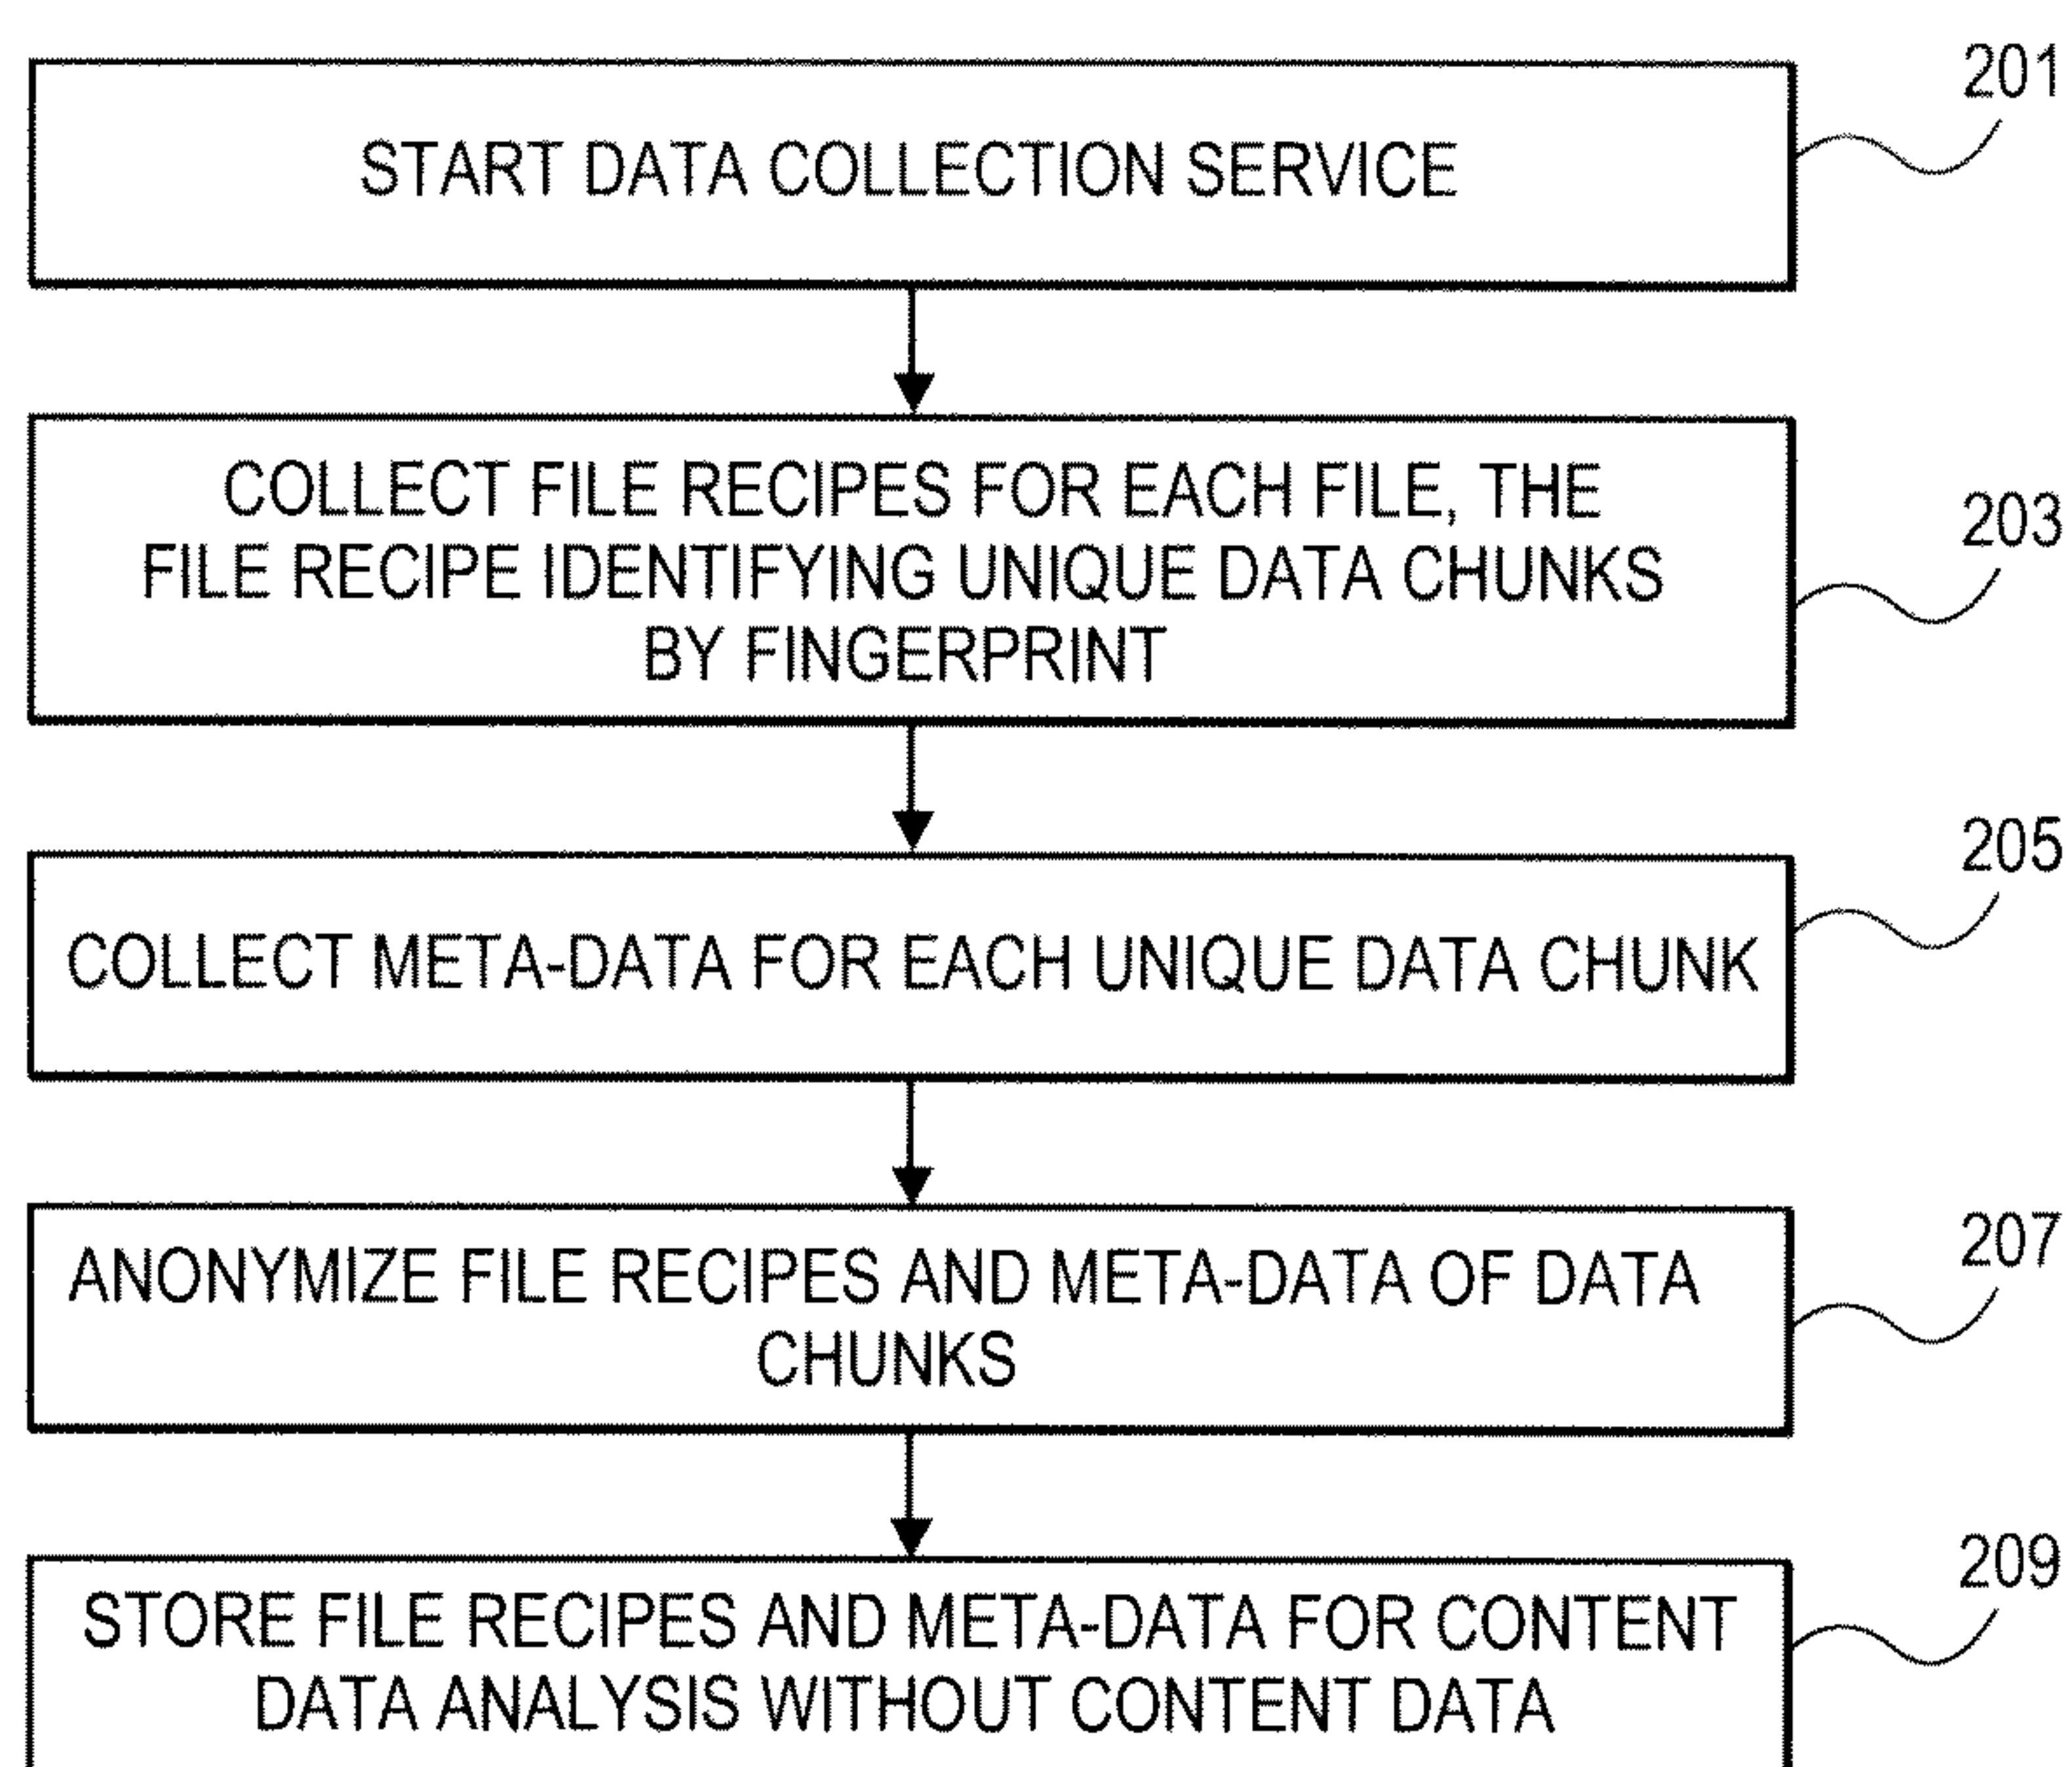 201
START DATA COLLECTION SERVICE
COLLECT FILE RECIPES FOR EACH FILE, THE
203
FILE RECIPE IDENTIFYING UNIQUE DATA CHUNKS
BY FINGERPRINT
205
COLLECT META-DATA FOR EACH UNIQUE DATA CHUNK
207
ANONYMIZE FILE RECIPES AND META-DATA OF DATA
CHUNKS
209
STORE FILE RECIPES AND META-DATA FOR CONTENT
DATA ANALYSIS WITHOUT CONTENT DATA